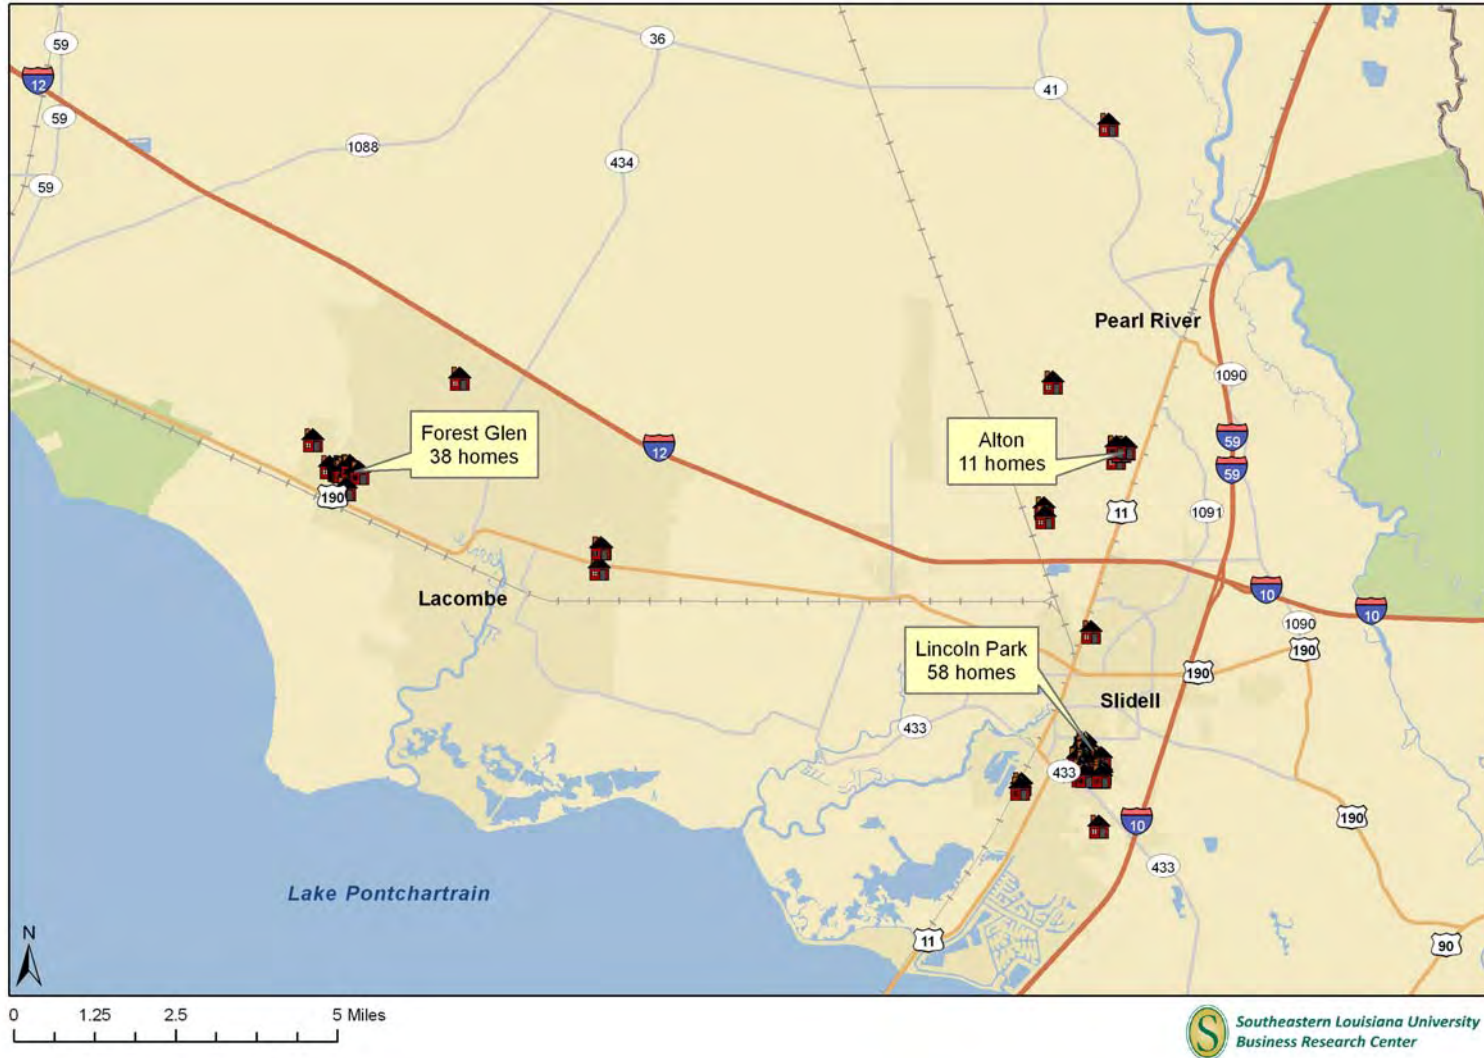 59
36
12
41
59
1088
434
59
Pearl River
1090
Forest Glen
38 homes
Alton
11 homes
59
12
59
190
11
1091
Lacombe
10
10
1090
Lincoln Park
58 homes
190
190
Slidell
433
433
190
10
433
Lake Pontchartrain
N
11
90
0 1.25 2.5 5 Miles
S
Southeastern Louisiana University
Business Research Center